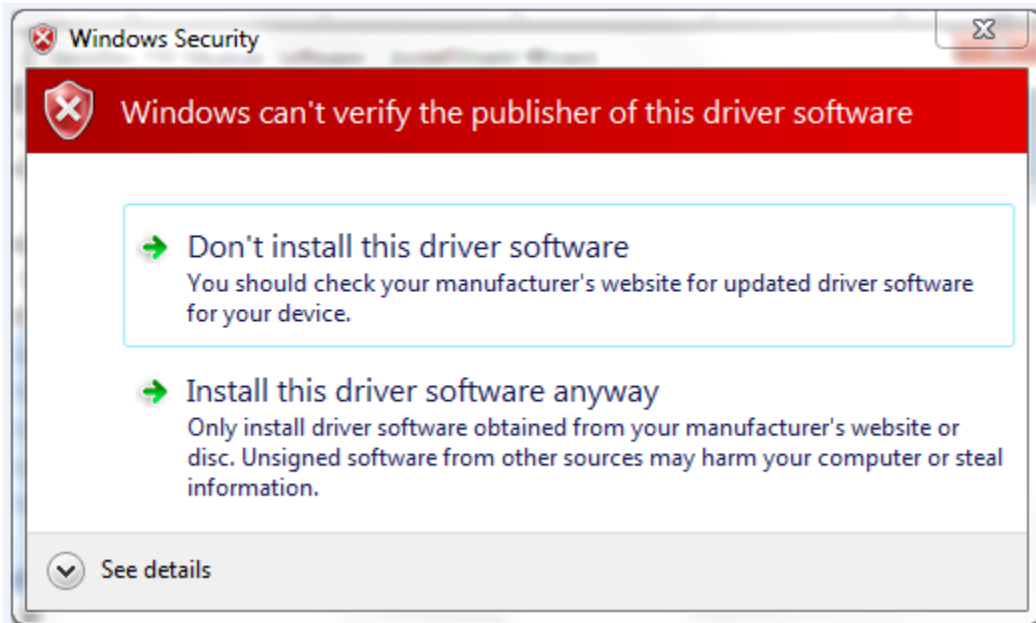 Windows Security
Windows can't verify the publisher of this driver software
Don't install this driver software
You should check your manufacturer's website for updated driver software
for your device.
Install this driver software anyway
Only install driver software obtained from your manufacturer's website or
disc. Unsigned software from other sources may harm your computer or steal
information.
See details